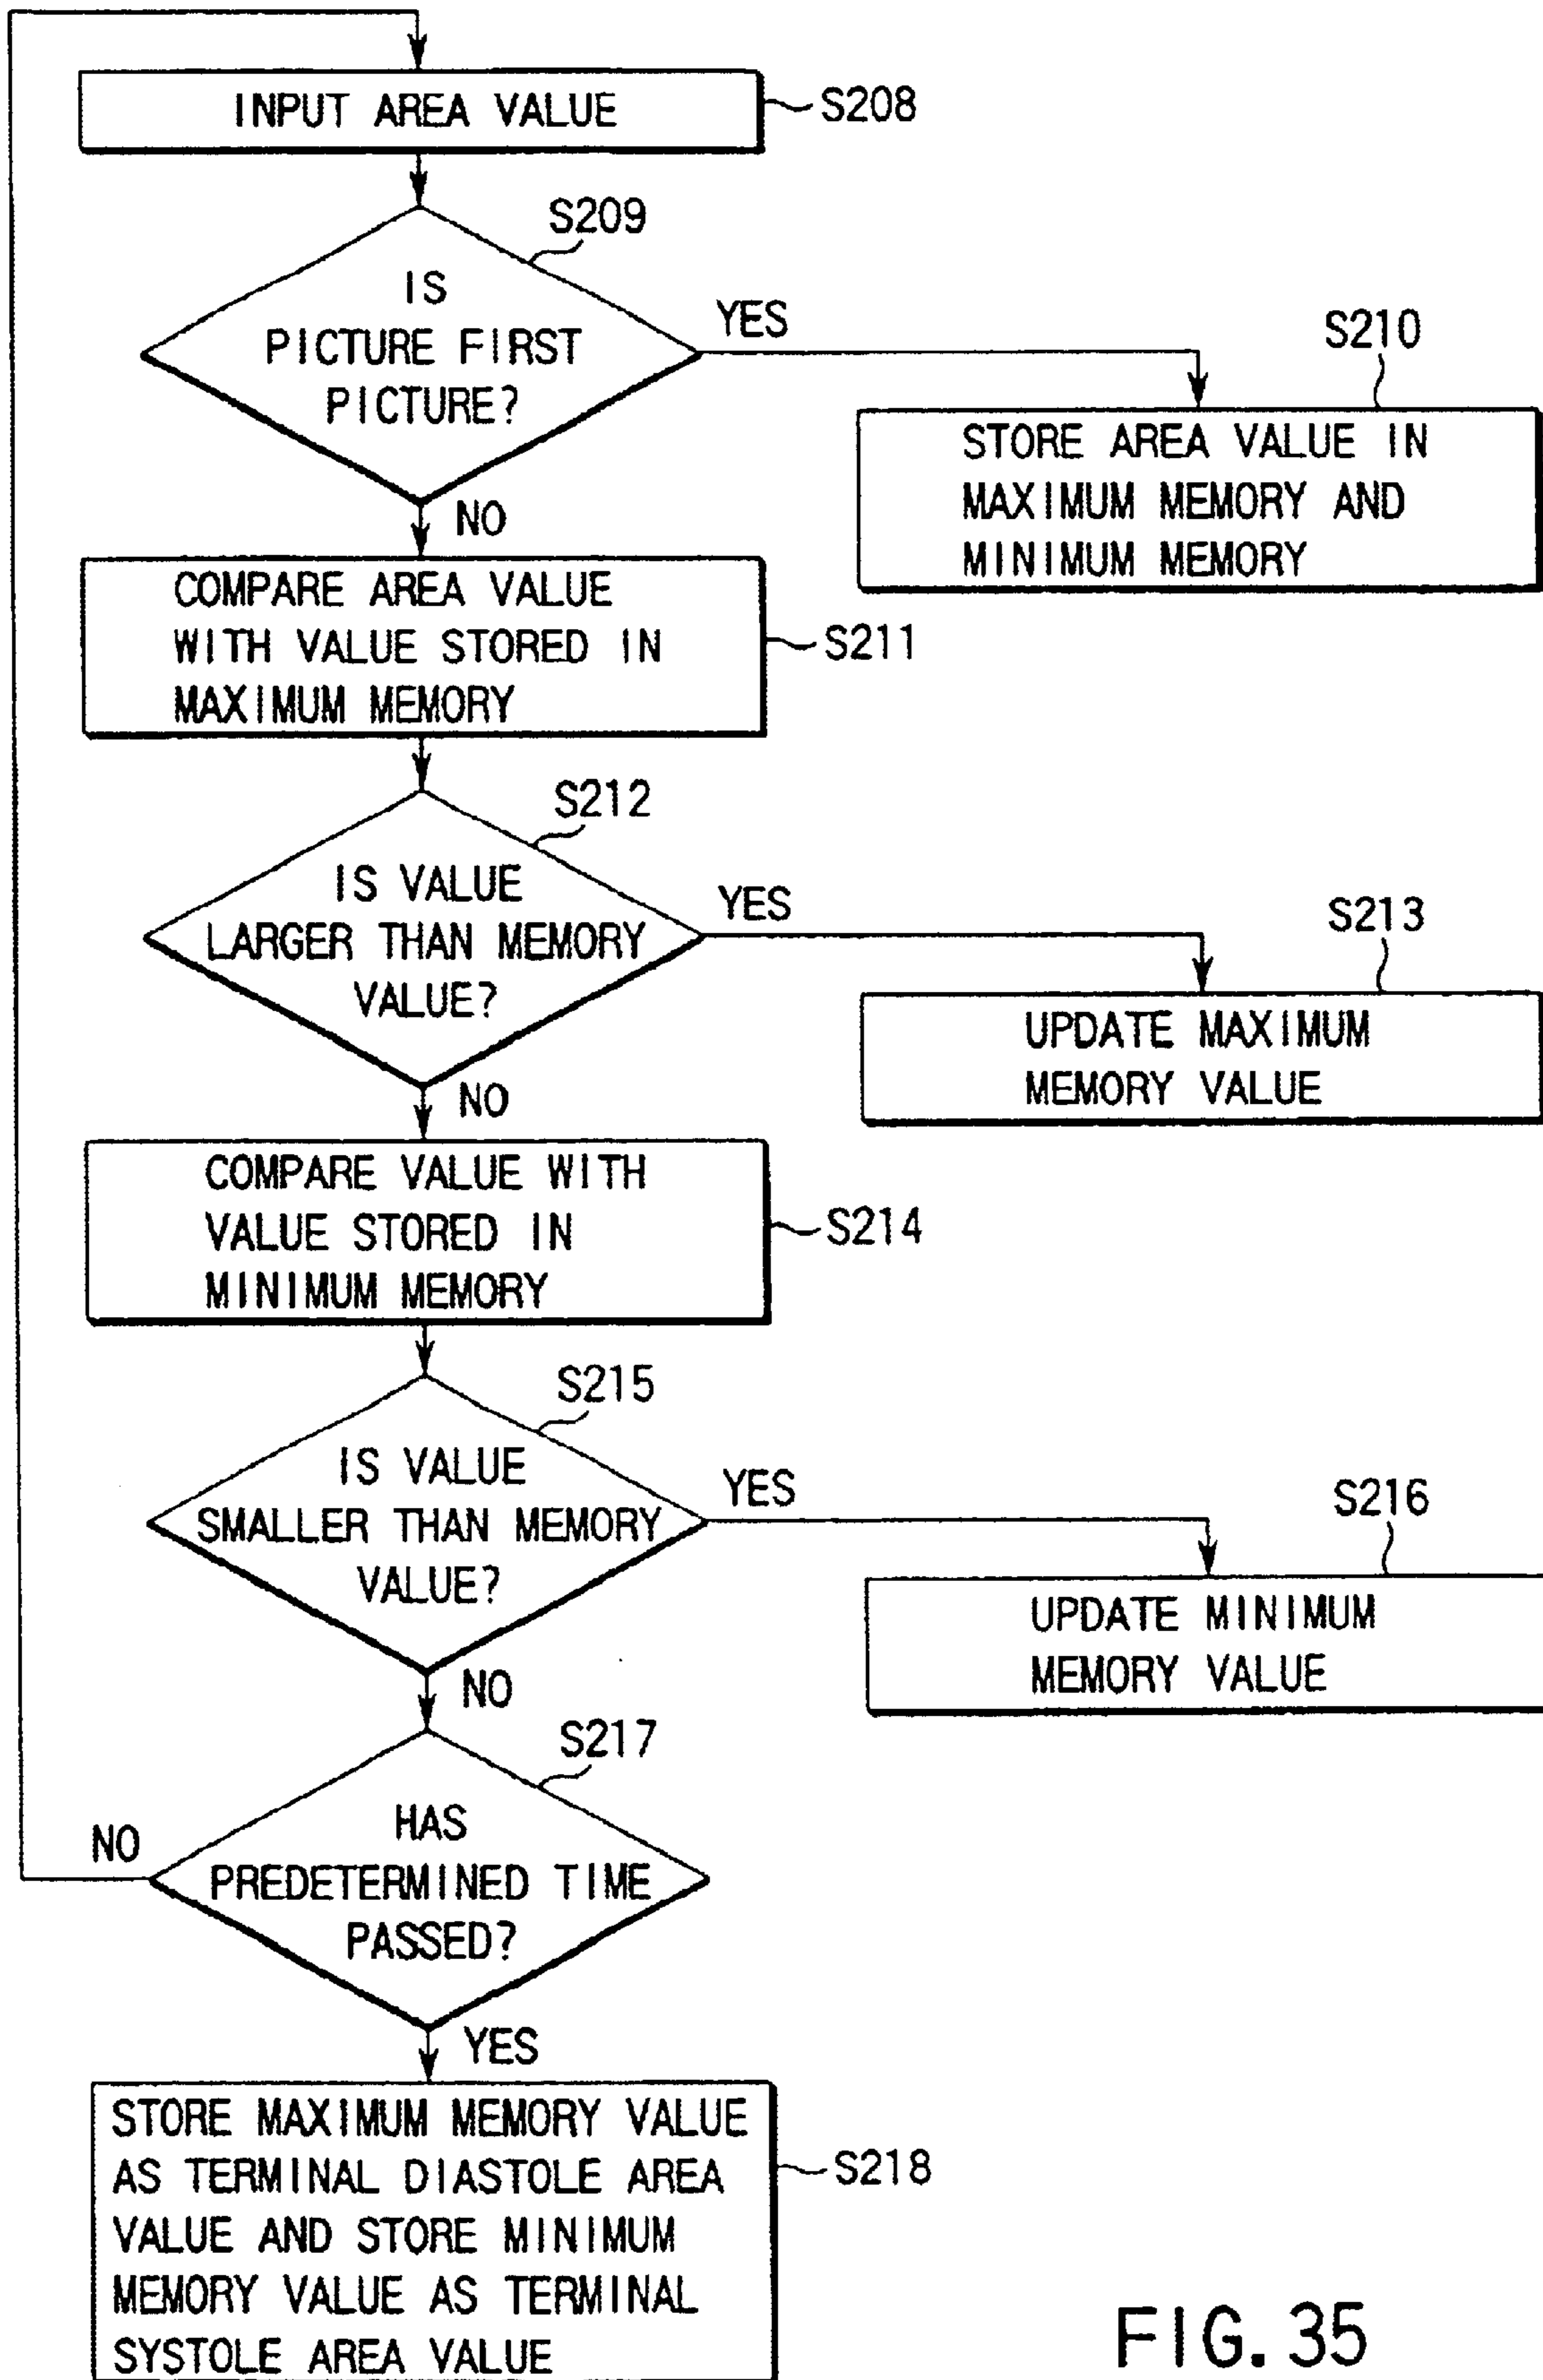 INPUT AREA VALUE
S208
S209
IS
PICTURE FIRST
PICTURE?
YES
S210
STORE AREA VALUE IN
MAXIMUM MEMORY AND
MINIMUM MEMORY
NO
COMPARE AREA VALUE
WITH VALUE STORED IN
MAXIMUM MEMORY
S211
S212
IS VALUE
LARGER THAN MEMORY
VALUE?
YES
S213
UPDATE MAXIMUM
MEMORY VALUE
NO
COMPARE VALUE WITH
VALUE STORED IN
MINIMUM MEMORY
S214
S215
IS VALUE
SMALLER THAN MEMORY
VALUE?
YES
S216
UPDATE MINIMUM
MEMORY VALUE
NO
S217
HAS
PREDETERMINED TIME
PASSED?
NO
YES
STORE MAXIMUM MEMORY VALUE
AS TERMINAL DIASTOLE AREA
VALUE AND STORE MINIMUM
MEMORY VALUE AS TERMINAL
SYSTOLE AREA VALUE
S218
FIG. 35